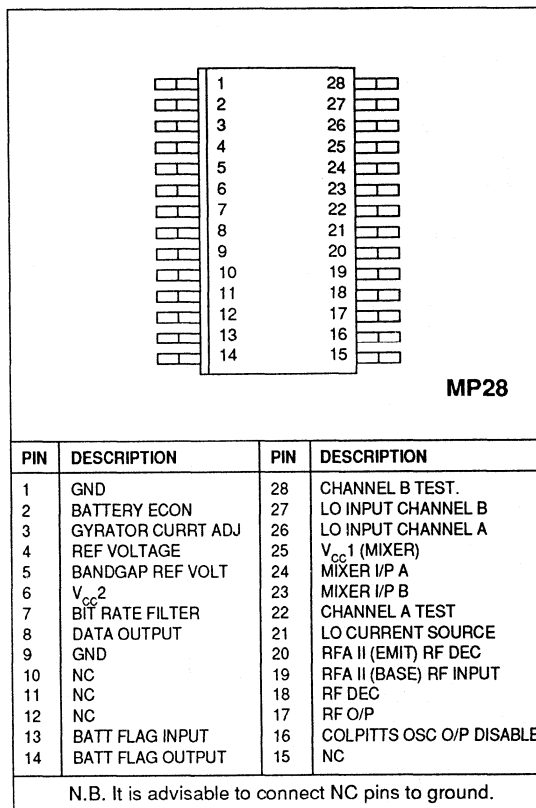 1 28
2 27
3 26
4 25
5 24
6 23
7 22
8 21
9 20
10 19
11 18
12 17
13 16
14 15
MP28
PIN DESCRIPTION PIN DESCRIPTION
1 GND 28 CHANNEL B TEST.
2 BATTERY ECON 27 LO INPUT CHANNEL B
3 GYRATOR CURRT ADJ 26 LO INPUT CHANNEL A
4 REF VOLTAGE 25 VCC1 (MIXER)
5 BANDGAP REF VOLT 24 MIXER I/P A
6 VCC2 23 MIXER I/P B
7 BIT RATE FILTER 22 CHANNEL A TEST
8 DATA OUTPUT 21 LO CURRENT SOURCE
9 GND 20 RFA II (EMIT) RF DEC
10 NC 19 RFA II (BASE) RF INPUT
11 NC 18 RF DEC
12 NC 17 RF O/P
13 BATT FLAG INPUT 16 COLPITTS OSC O/P DISABLE
14 BATT FLAG OUTPUT 15 NC
N.B. It is advisable to connect NC pins to ground.